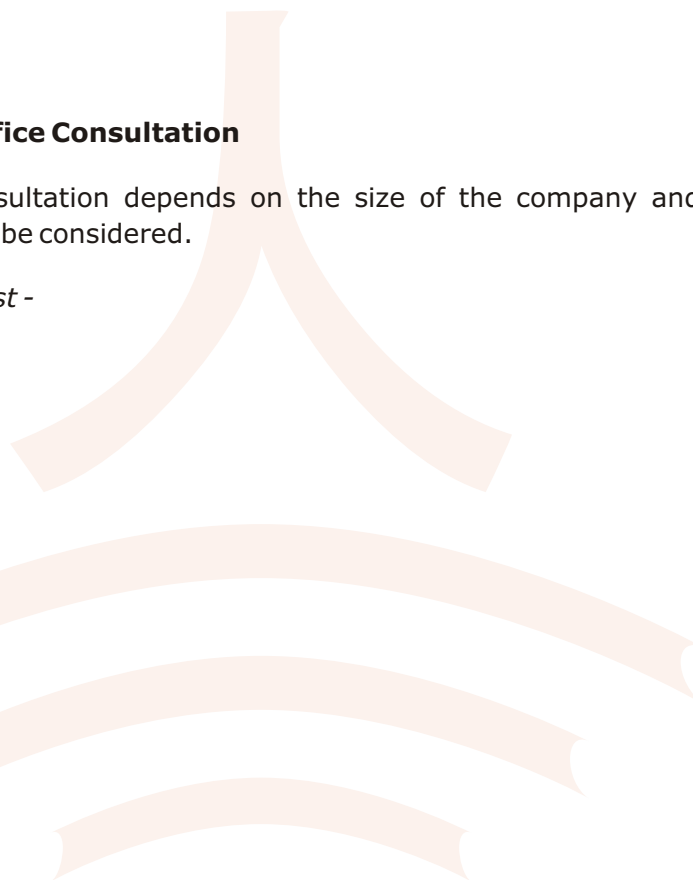 fice Consultation
sultation depends on the size of the company and
be considered.
st -